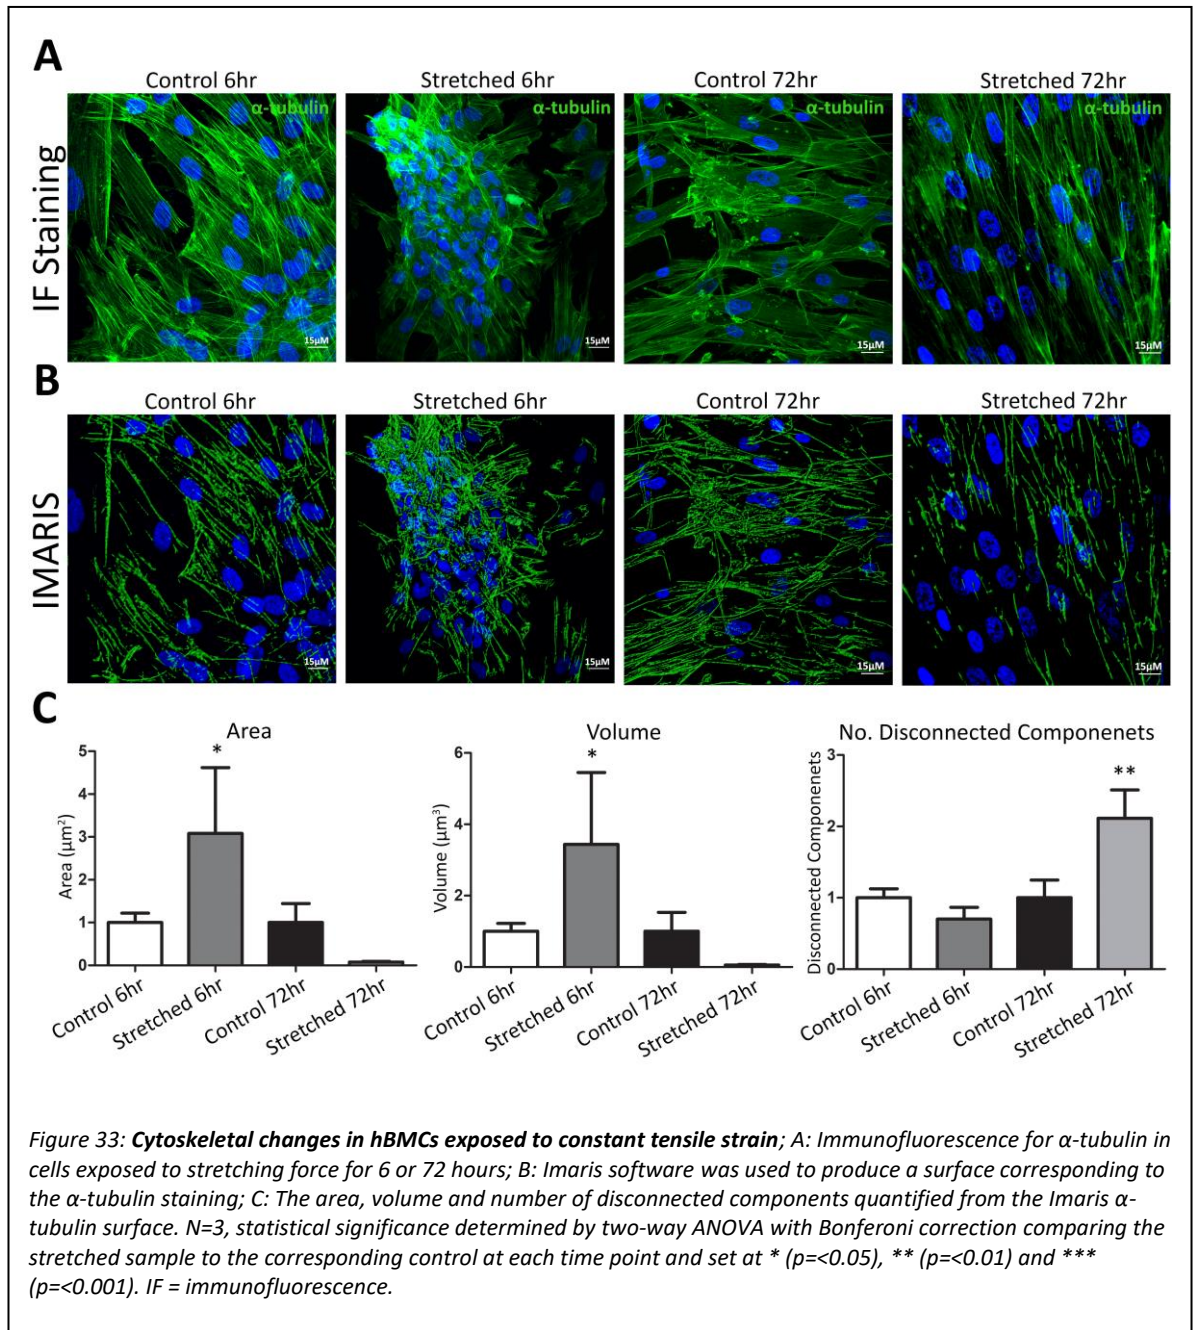 A
Control 6hr Stretched 6hr Control 72hr Stretched 72hr
IF Staining
α-tubulin α-tubulin α-tubulin α-tubulin
15µM 15µM 15µM 15µM
B
Control 6hr Stretched 6hr Control 72hr Stretched 72hr
IMARIS
15µM 15µM 15µM 15µM
C
Area
Area (µm²)
5
4
3
2
1
0
*
Control 6hr
Stretched 6hr
Control 72hr
Stretched 72hr
Volume
Volume (µm³)
6
4
2
0
*
Control 6hr
Stretched 6hr
Control 72hr
Stretched 72hr
No. Disconnected Componenets
Disconnected Componenets
3
2
1
0
**
Control 6hr
Stretched 6hr
Control 72hr
Stretched 72hr
Figure 33: Cytoskeletal changes in hBMCs exposed to constant tensile strain; A: Immunofluorescence for α-tubulin in
cells exposed to stretching force for 6 or 72 hours; B: Imaris software was used to produce a surface corresponding to
the α-tubulin staining; C: The area, volume and number of disconnected components quantified from the Imaris α-
tubulin surface. N=3, statistical significance determined by two-way ANOVA with Bonferoni correction comparing the
stretched sample to the corresponding control at each time point and set at * (p=<0.05), ** (p=<0.01) and ***
(p=<0.001). IF = immunofluorescence.